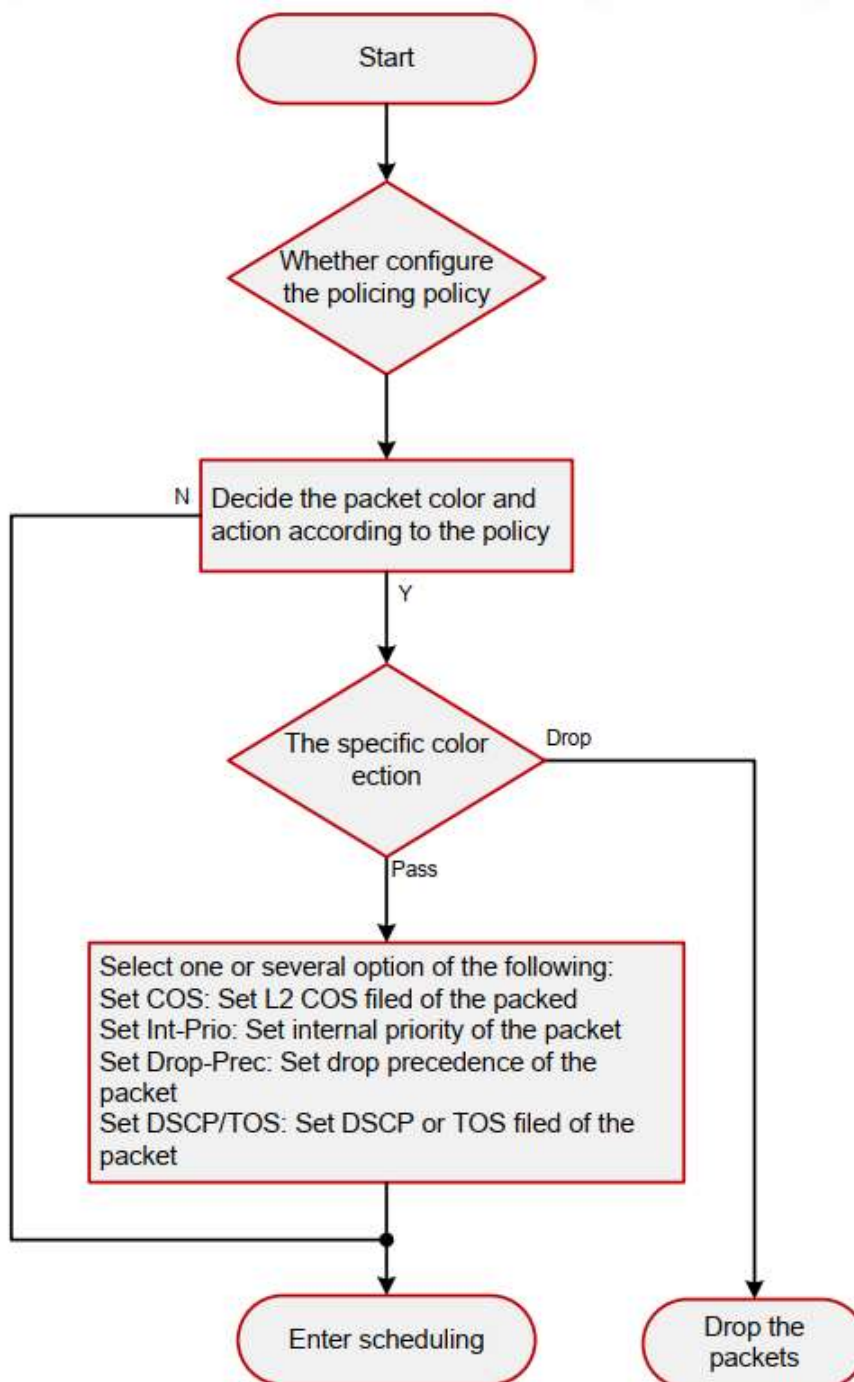 Start
Whether configure
the policing policy
N
Decide the packet color and
action according to the policy
Y
The specific color
ection
Drop
Pass
Select one or several option of the following:
Set COS: Set L2 COS filed of the packed
Set Int-Prio: Set internal priority of the packet
Set Drop-Prec: Set drop precedence of the
packet
Set DSCP/TOS: Set DSCP or TOS filed of the
packet
Enter scheduling
Drop the
packets